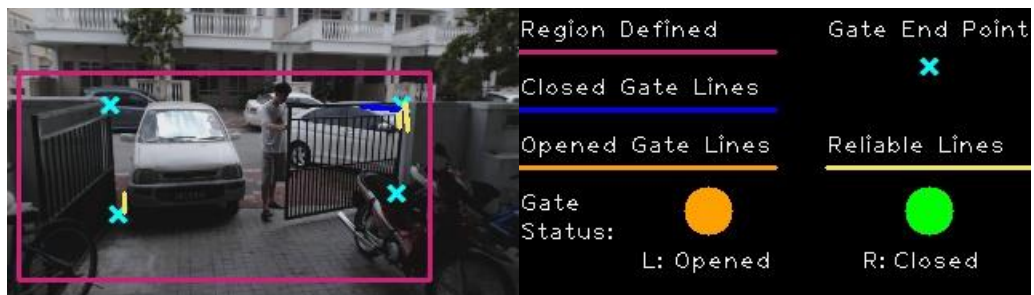 Region Defined
Gate End Point
Closed Gate Lines
Opened Gate Lines
Reliable Lines
Gate
Status:
L: Opened
R: Closed